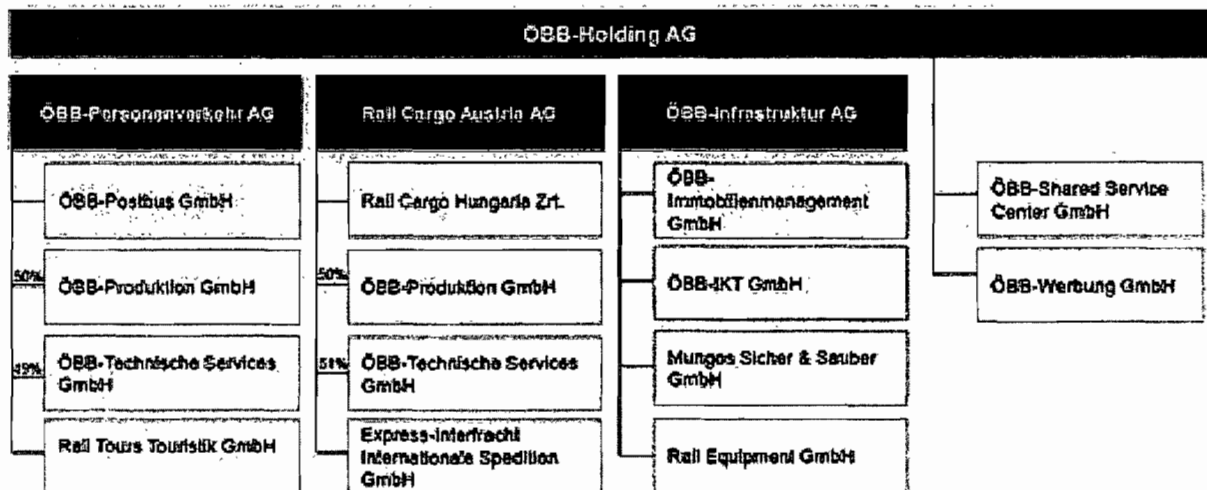 ÖBB-Holding AG
ÖBB-Personenverkehr AG
Rail Cargo Austria AG
ÖBB-Infrastruktur AG
ÖBB-Postbus GmbH
50%
ÖBB-Produktion GmbH
49%
ÖBB-Technische Services
GmbH
Rail Tours Touristik GmbH
Rail Cargo Hungaria Zrt.
50%
ÖBB-Produktion GmbH
51%
ÖBB-Technische Services
GmbH
Express-Interfracht
Internationale Spedition
GmbH
ÖBB-
Immobilienmanagement
GmbH
ÖBB-IKT GmbH
Mungos Sicher & Sauber
GmbH
Rail Equipment GmbH
ÖBB-Shared Service
Center GmbH
ÖBB-Werbung GmbH